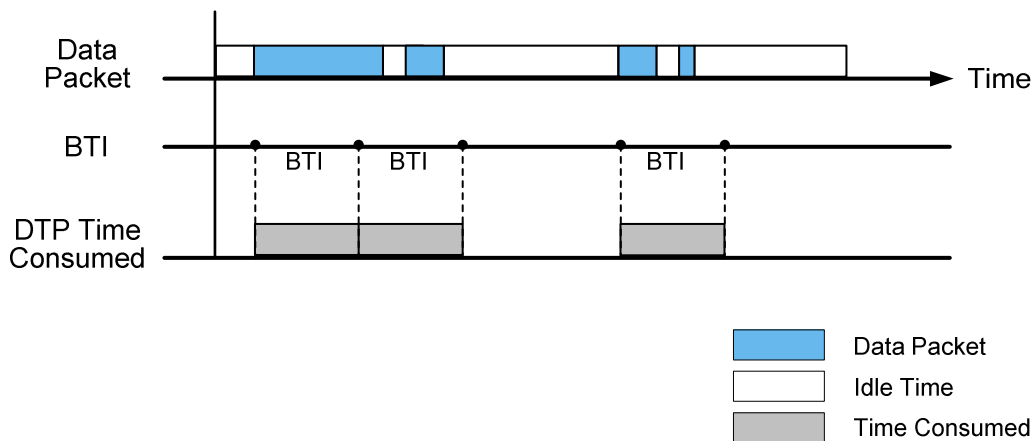 Data
Packet
Time
BTI
BTI
BTI
BTI
DTP Time
Consumed
Data Packet
Idle Time
Time Consumed